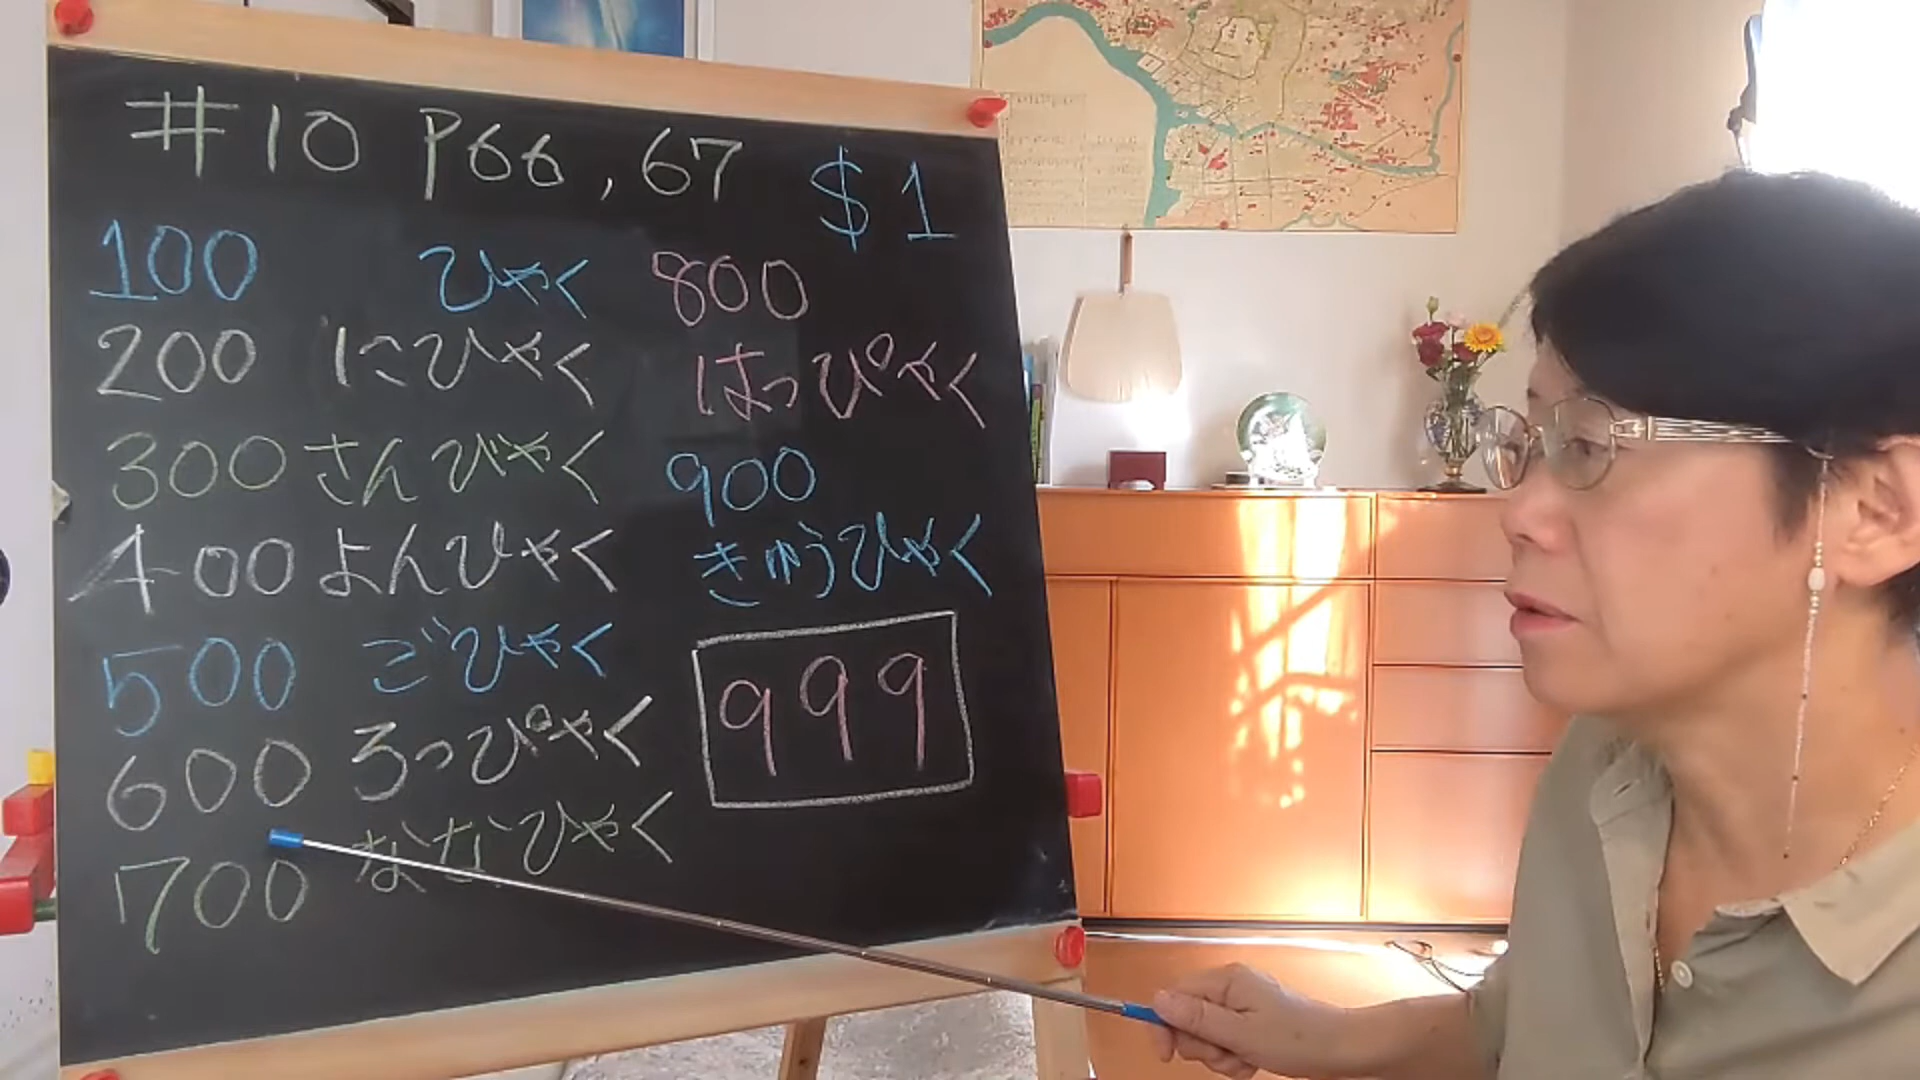 #10 P66, 67
$1
100 ひゃく
200 にひゃく
300 さんびゃく
400 よんひゃく
500 ごひゃく
600 ろっぴゃく
700 ななひゃく
800
はっぴゃく
900
きゅうひゃく
999